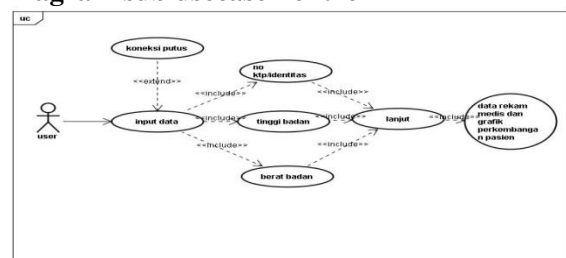 uc
koneksi putus
no
ktp/identitas
<<extend>>
<<include>>
<<include>>
input data
<<include>>
tinggi badan
<<include>>
lanjut
<<include>>
data rekam
medis dan
grafik
perkembanga
n pasien
user
<<include>>
<<include>>
berat badan